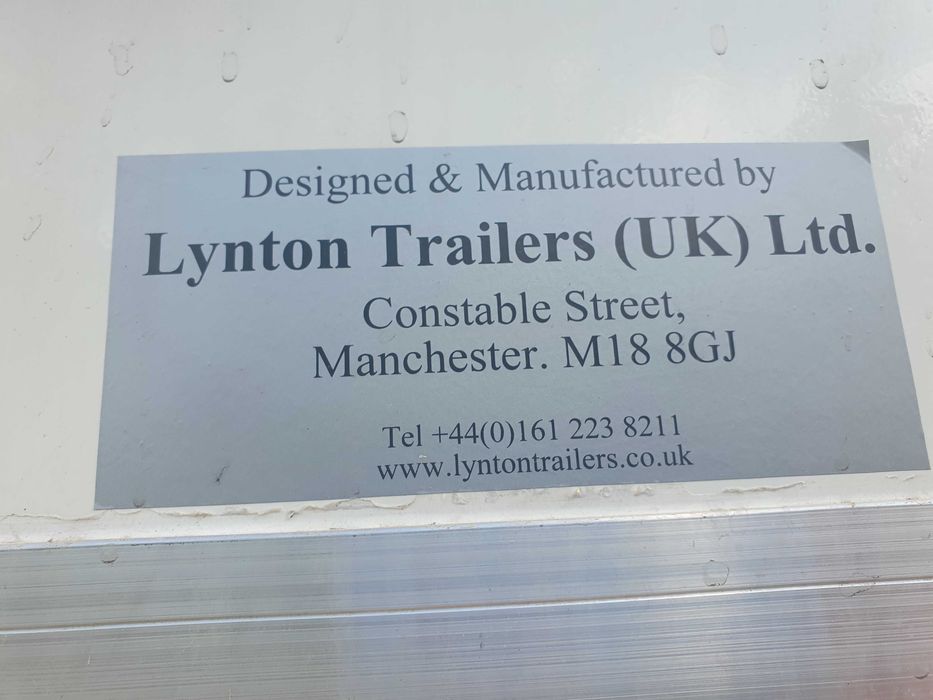 Designed & Manufactured by
Lynton Trailers (UK) Ltd.
Constable Street,
Manchester. M18 8GJ
Tel +44(0)161 223 8211
www.lyntontrailers.co.uk